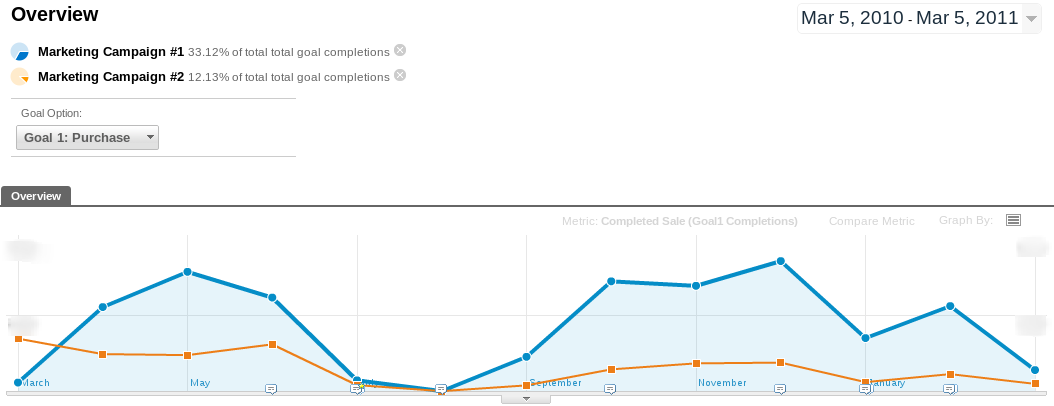 Overview
Mar 5, 2010 - Mar 5, 2011
Marketing Campaign #1 33.12% of total total goal completions
Marketing Campaign #2 12.13% of total total goal completions
Goal Option:
Goal 1: Purchase
Overview
Metric: Completed Sale (Goal1 Completions) Compare Metric Graph By:
March May July September November January